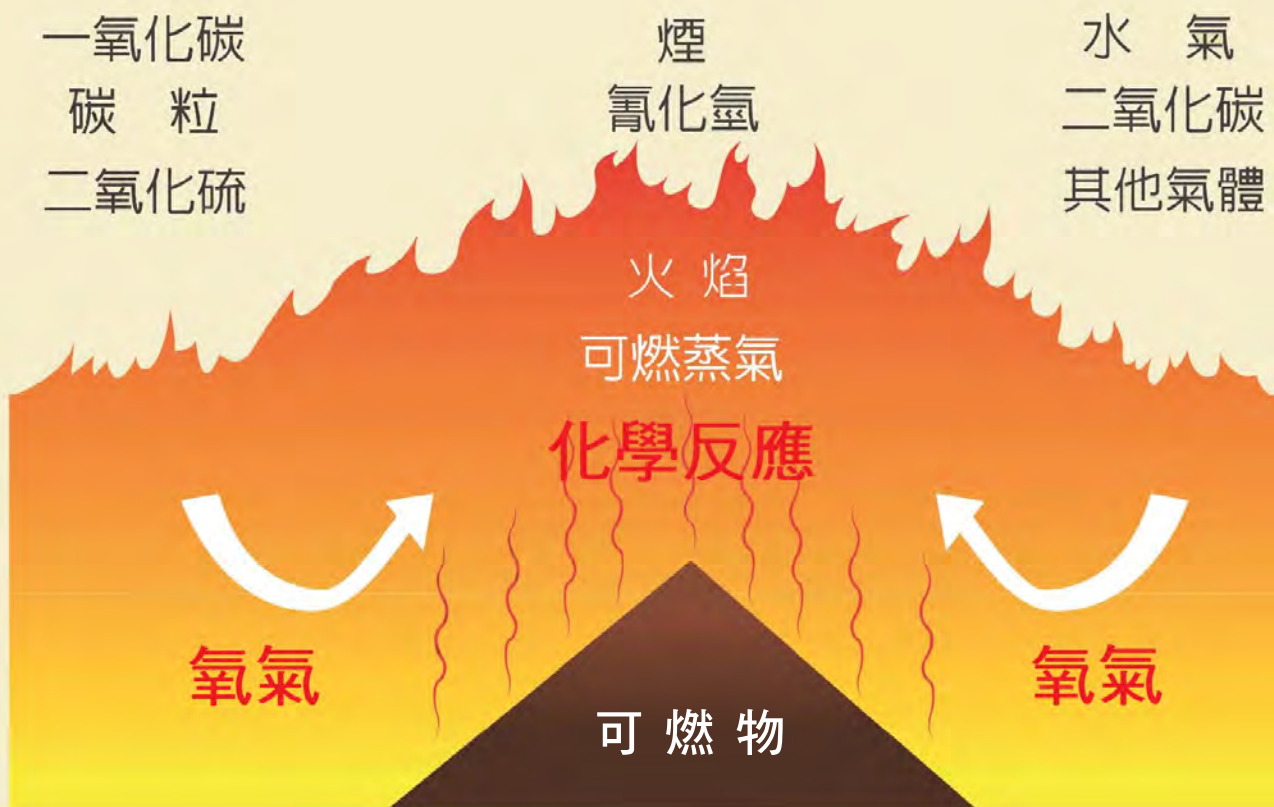 一氧化碳
碳 粒
二氧化硫
煙
氰化氫
水 氣
二氧化碳
其他氣體
火 焰
可燃蒸氣
化學反應
氧氣
氧氣
可 燃 物